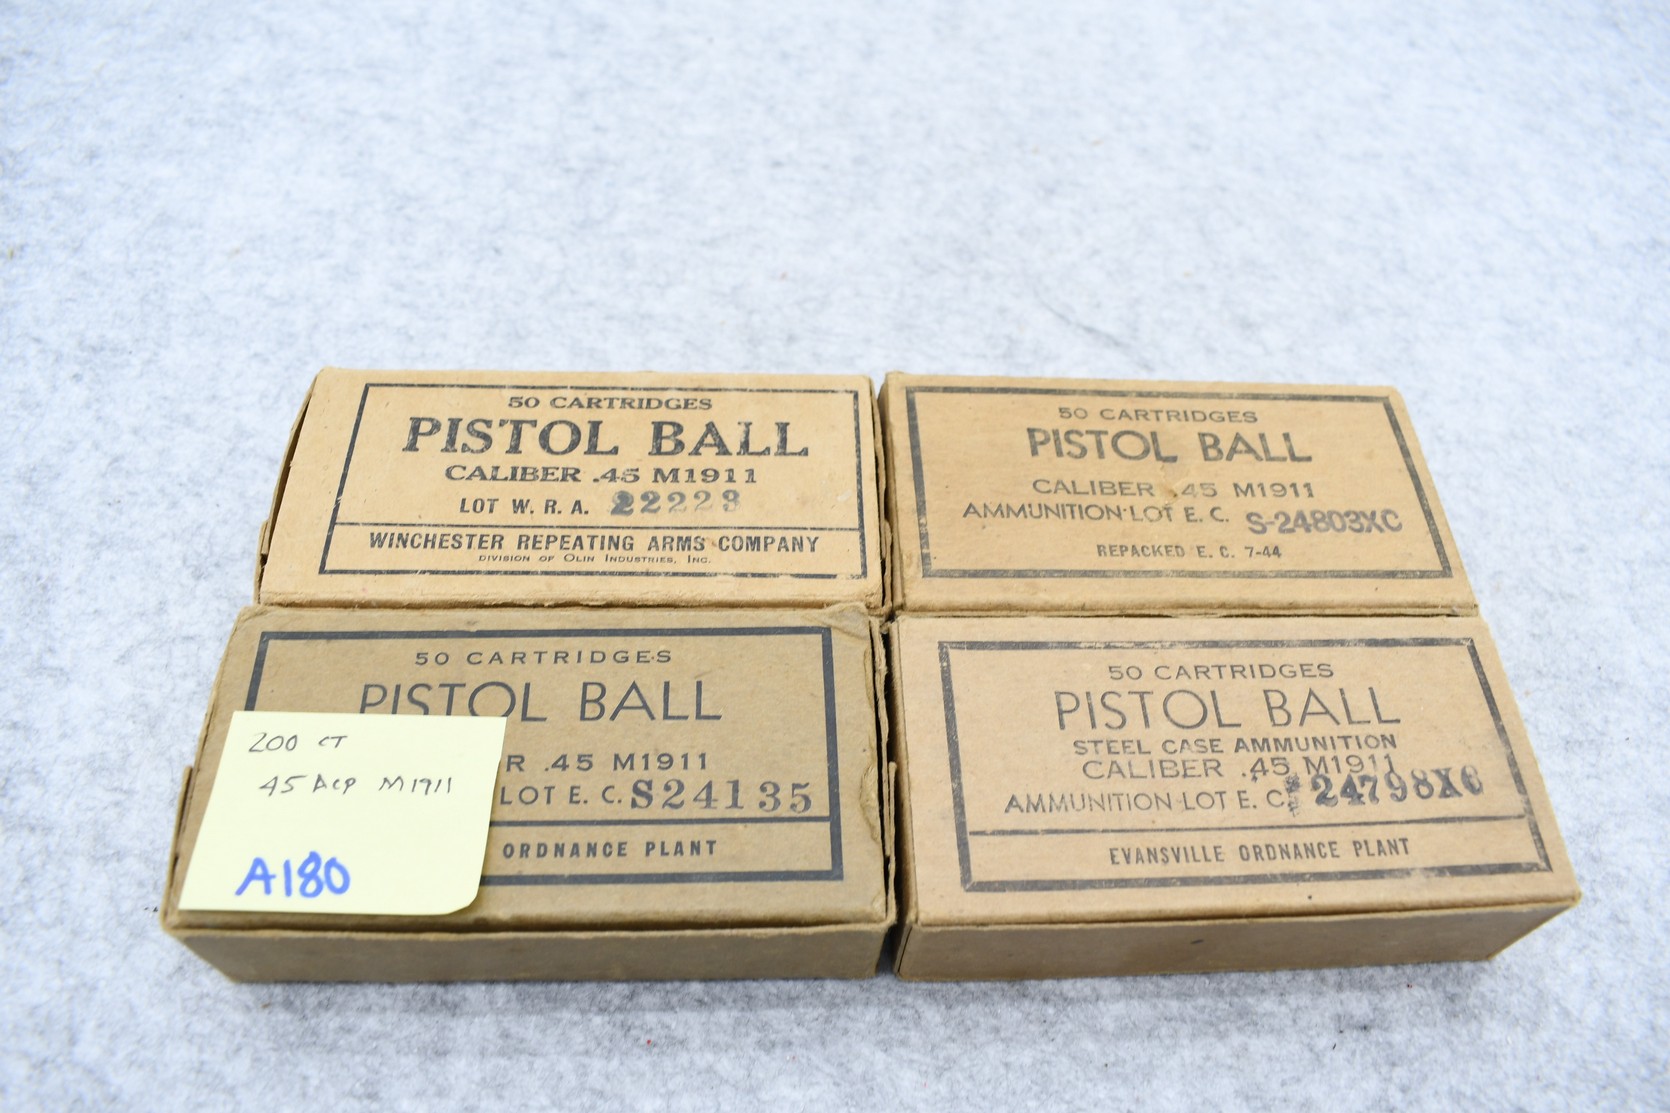 50 CARTRIDGES
PISTOL BALL
CALIBER .45 M1911
LOT W. R. A. 22223
WINCHESTER REPEATING ARMS COMPANY
DIVISION OF OLIN INDUSTRIES, INC.
50 CARTRIDGES
PISTOL BALL
CALIBER .45 M1911
AMMUNITION LOT E. C. S-24803XC
REPACKED E. C. 7-44
50 CARTRIDGES
PISTOL BALL
R .45 M1911
LOT E. C. S24135
ORDNANCE PLANT
200 CT
45 ACP M1911
A180
50 CARTRIDGES
PISTOL BALL
STEEL CASE AMMUNITION
CALIBER .45 M1911
AMMUNITION LOT E. C. 24798XC
EVANSVILLE ORDNANCE PLANT